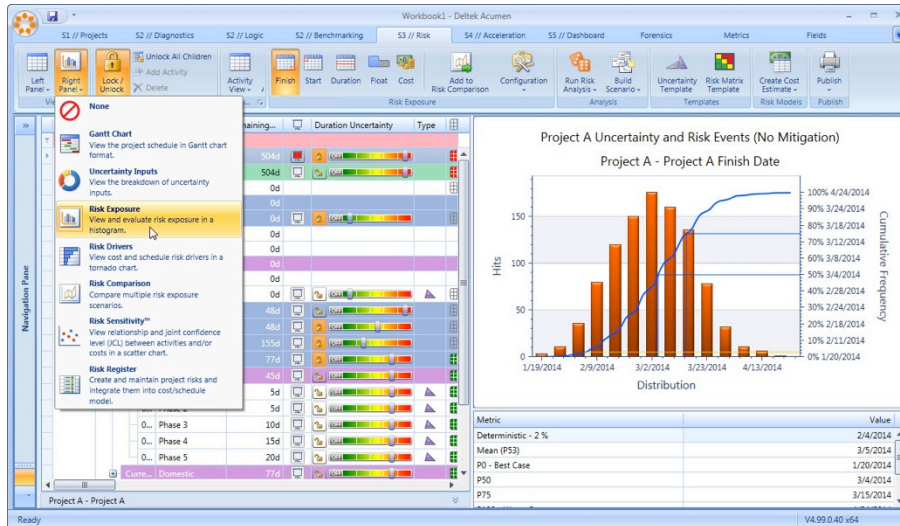 Workbook1 - Deltek Acumen
S1 // Projects S2 // Diagnostics S2 // Logic S2 // Benchmarking S3 // Risk S4 // Acceleration S5 // Dashboard Forensics Metrics Fields
Left Panel
Right Panel
Lock / Unlock
Unlock All Children
Add Activity
Delete
Activity View
Finish Start Duration Float Cost
Add to Risk Comparison
Configuration
Run Risk Analysis
Build Scenario
Uncertainty Template
Risk Matrix Template
Create Cost Estimate
Publish
Risk Exposure Analysis Templates Risk Models Publish
None
Gantt Chart
View the project schedule in Gantt chart
format.
Uncertainty Inputs
View the breakdown of uncertainty
inputs.
Risk Exposure
View and evaluate risk exposure in a
histogram.
Risk Drivers
View cost and schedule risk drivers in a
tornado chart.
Risk Comparison
Compare multiple risk exposure
scenarios.
Risk Sensitivity™
View relationship and joint confidence
level (JCL) between activities and/or
costs in a scatter chart.
Risk Register
Create and maintain project risks and
integrate them into cost/schedule
model.
Navigation Pane
Duration Uncertainty Type
504d
504d
0d
0d
0d
0d
0d
0d
0d
48d
48d
155d
77d
45d
5d
5d
0... Phase 3 10d
0... Phase 4 15d
0... Phase 5 20d
Curre... Domestic 77d
Project A - Project A
Project A Uncertainty and Risk Events (No Mitigation)
Project A - Project A Finish Date
Hits
150
100
50
0
1/19/2014 2/9/2014 3/2/2014 3/23/2014 4/13/2014
Distribution
100% 4/24/2014
90% 3/24/2014
80% 3/18/2014
70% 3/12/2014
60% 3/8/2014
50% 3/4/2014
40% 2/28/2014
30% 2/24/2014
20% 2/18/2014
10% 2/11/2014
0% 1/20/2014
Cumulative Frequency
Metric Value
Deterministic - 2 % 2/4/2014
Mean (P53) 3/5/2014
P0 - Best Case 1/20/2014
P50 3/4/2014
P75 3/15/2014
Ready V4.99.0.40 x64